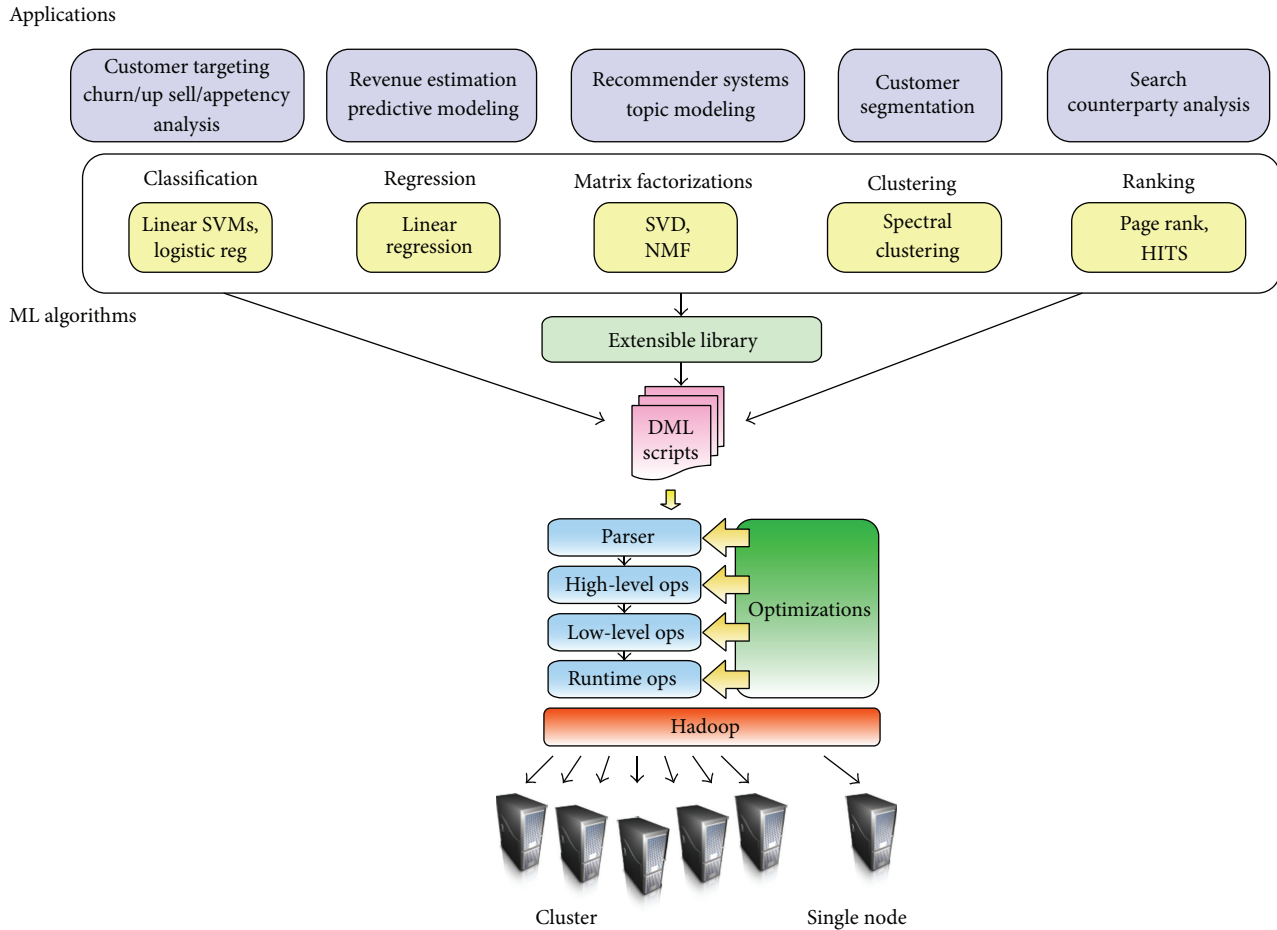 Applications
Customer targeting
churn/up sell/appetency
analysis
Revenue estimation
predictive modeling
Recommender systems
topic modeling
Customer
segmentation
Search
counterparty analysis
Classification
Linear SVMs,
logistic reg
Regression
Linear
regression
Matrix factorizations
SVD,
NMF
Clustering
Spectral
clustering
Ranking
Page rank,
HITS
ML algorithms
Extensible library
DML
scripts
Parser
High-level ops
Low-level ops
Runtime ops
Optimizations
Hadoop
Cluster
Single node